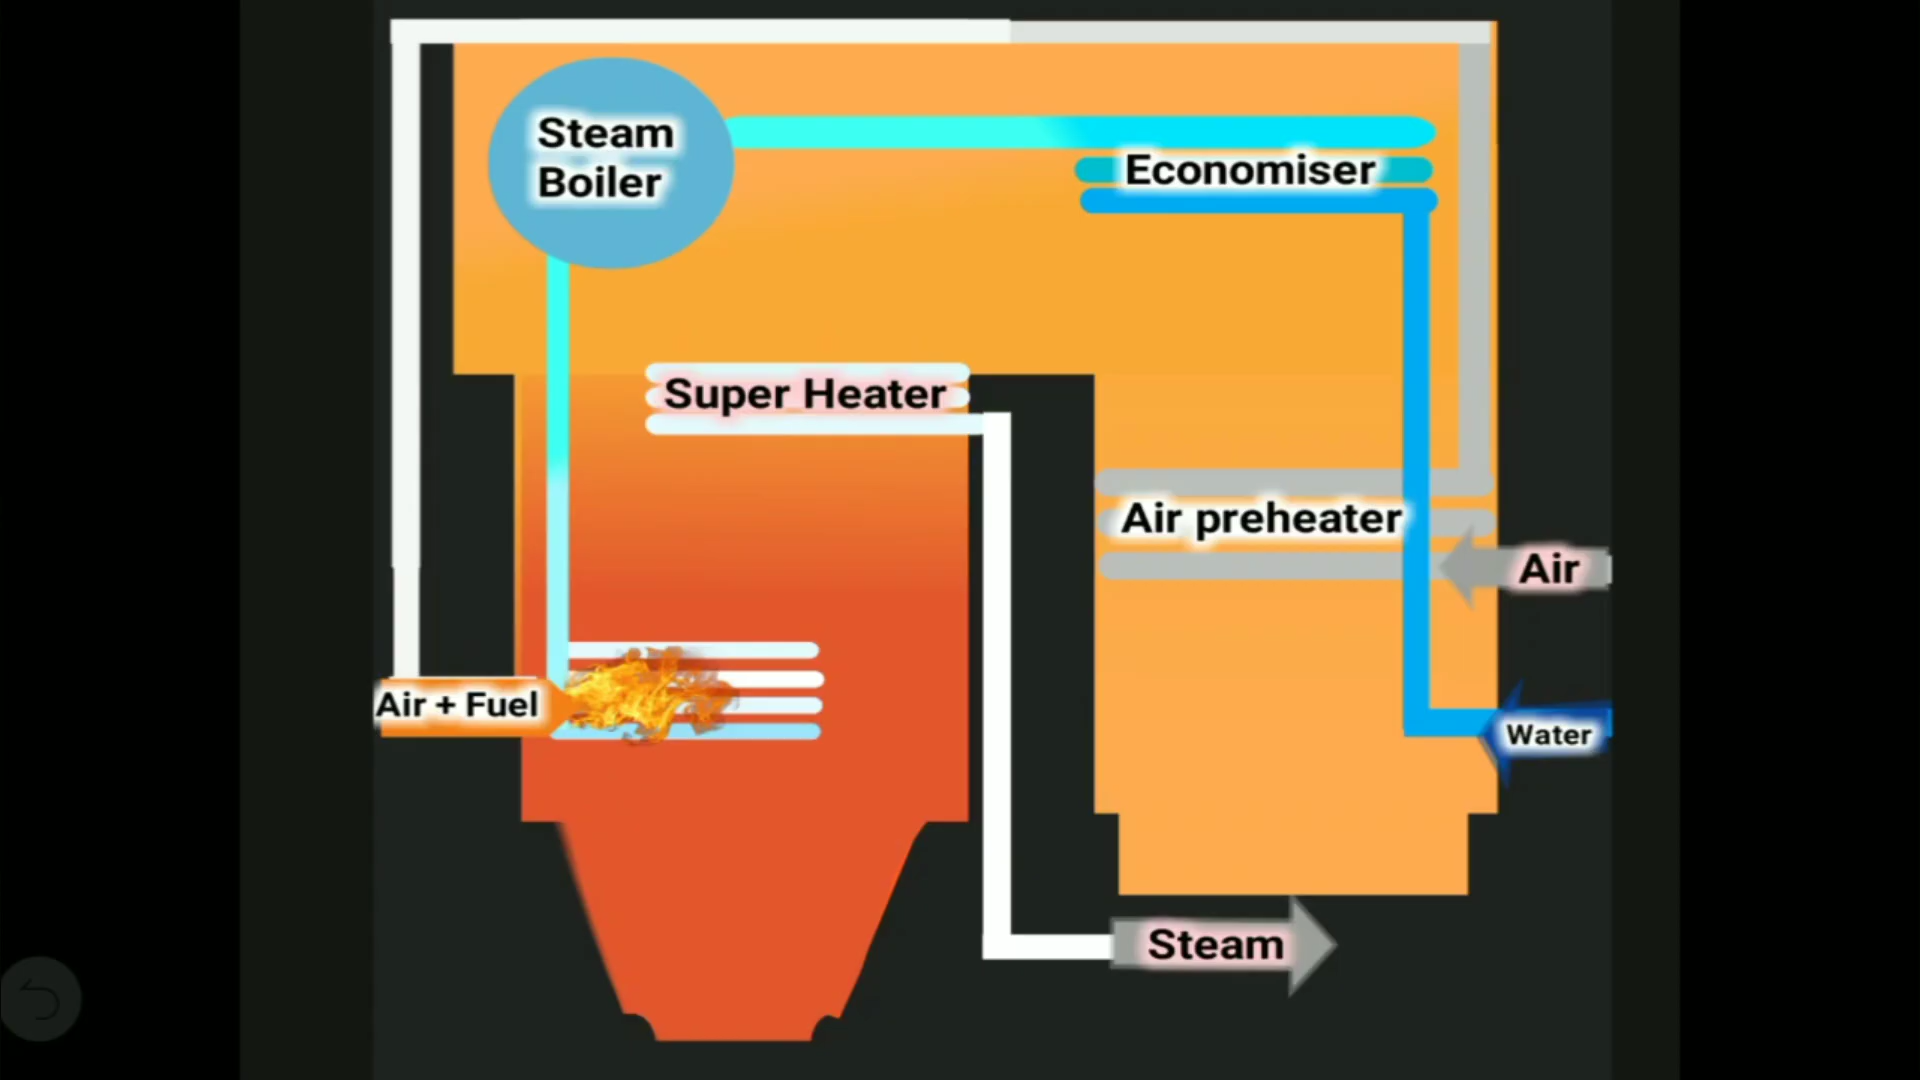 Steam
Boiler
Economiser
Super Heater
Air preheater
Air
Air + Fuel
Water
Steam